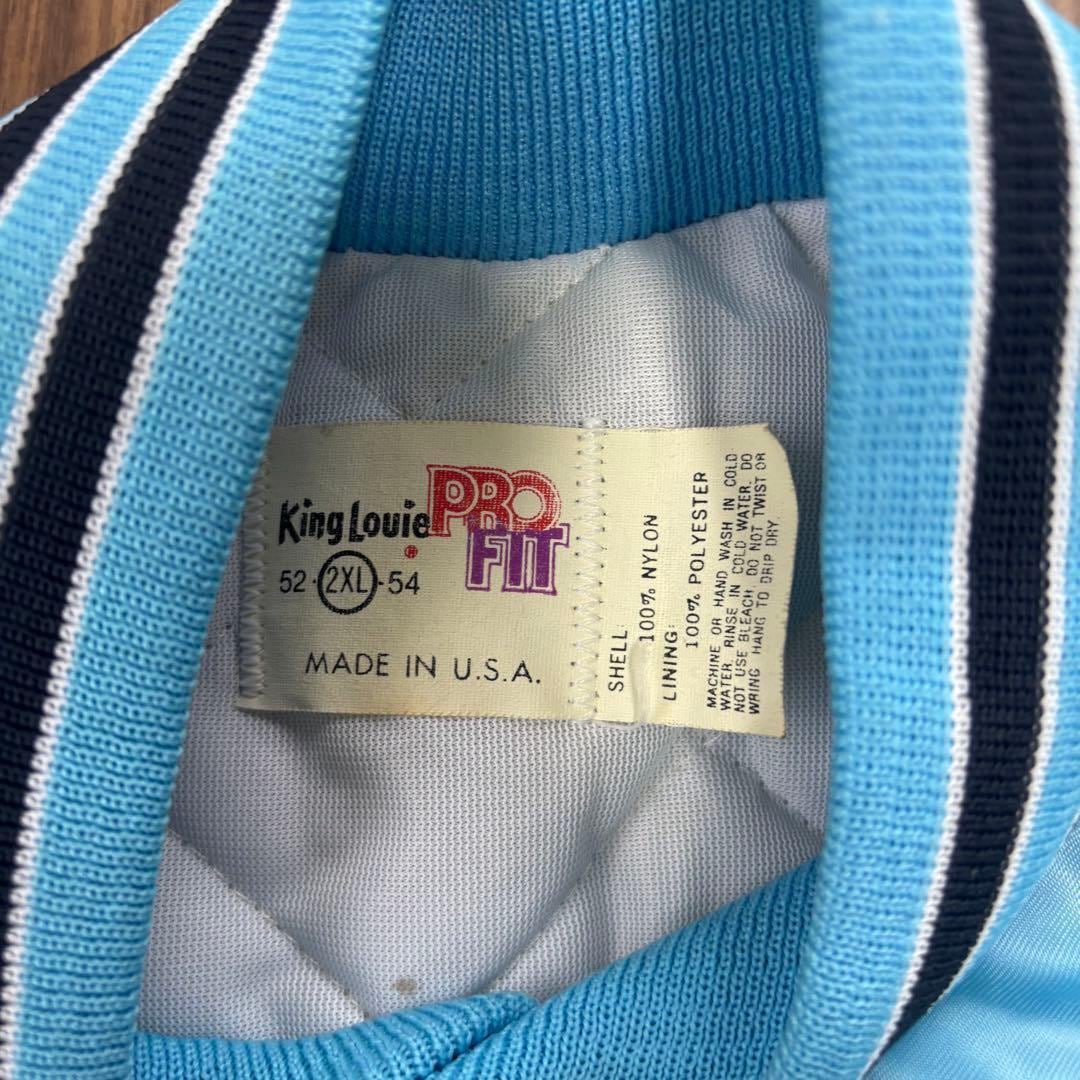 King Louie PRO FIT
®
52 · 2XL · 54
MADE IN U.S.A.
SHELL:
100% NYLON
LINING:
100% POLYESTER
MACHINE OR HAND WASH IN COLD
WATER. RINSE IN COLD WATER. DO
NOT USE BLEACH. DO NOT TWIST OR
WRING. HANG TO DRIP DRY.